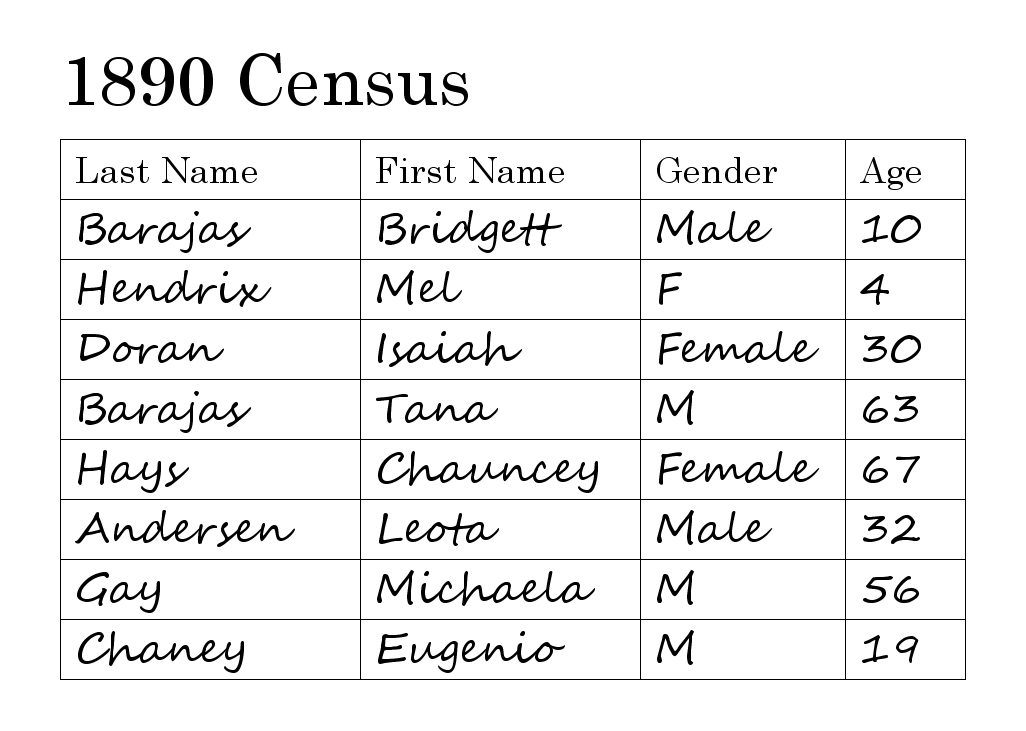 1890 Census
Last Name First Name Gender Age
Barajas Bridgett Male 10
Hendrix Mel F 4
Doran Isaiah Female 30
Barajas Tana M 63
Hays Chauncey Female 67
Andersen Leota Male 32
Gay Michaela M 56
Chaney Eugenio M 19